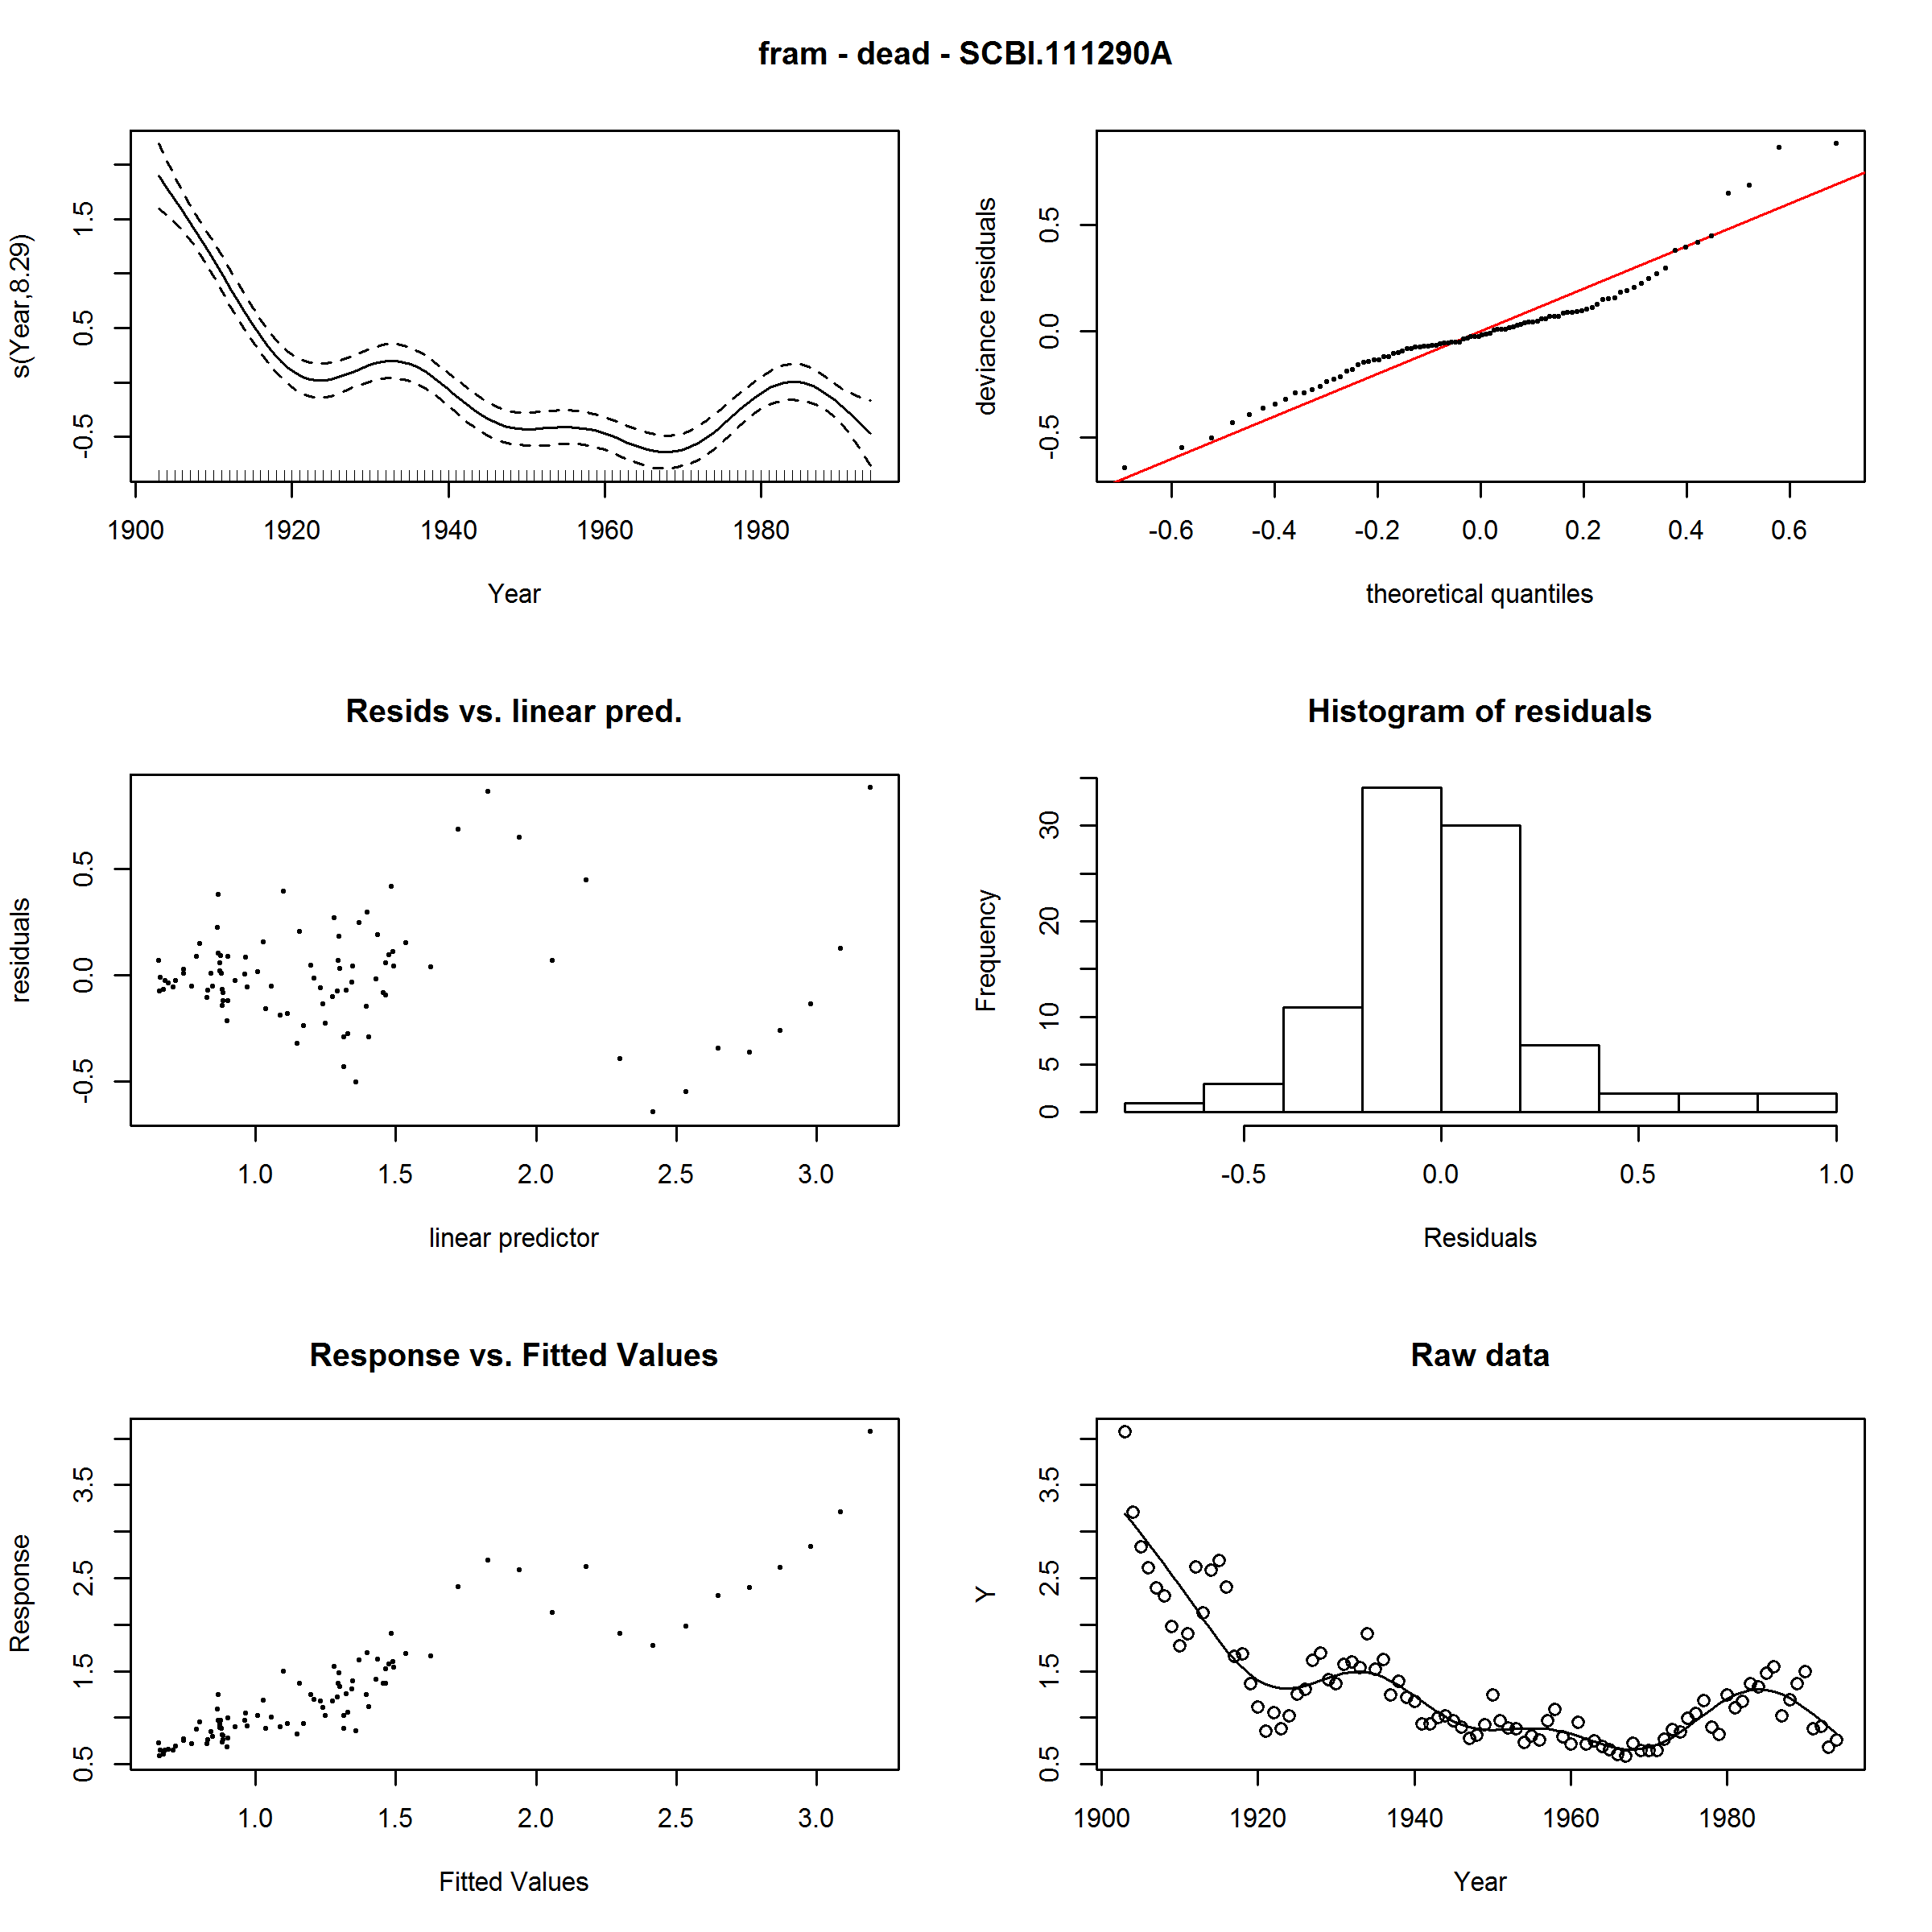 fram - dead - SCBI.111290A
s(Year,8.29)
-0.5 0.5 1.5
1900 1920 1940 1960 1980
Year
deviance residuals
-0.5 0.0 0.5
-0.6 -0.4 -0.2 0.0 0.2 0.4 0.6
theoretical quantiles
Resids vs. linear pred.
residuals
-0.5 0.0 0.5
1.0 1.5 2.0 2.5 3.0
linear predictor
Histogram of residuals
Frequency
0 5 10 20 30
-0.5 0.0 0.5 1.0
Residuals
Response vs. Fitted Values
Response
0.5 1.5 2.5 3.5
1.0 1.5 2.0 2.5 3.0
Fitted Values
Raw data
Y
0.5 1.5 2.5 3.5
1900 1920 1940 1960 1980
Year